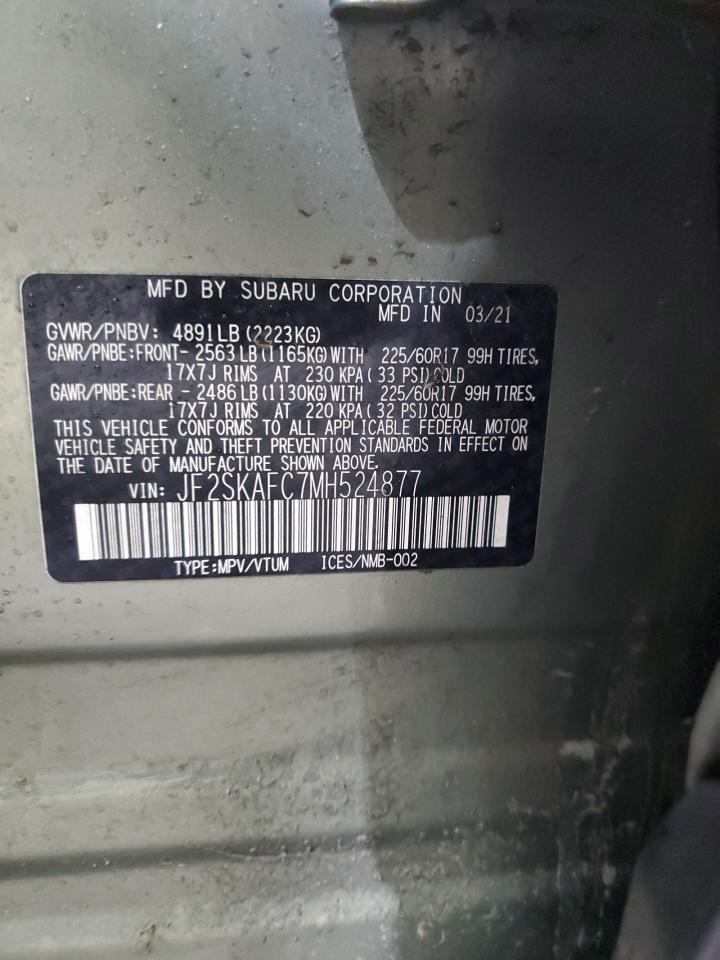 MFD BY SUBARU CORPORATION
MFD IN 03/21
GVWR/PNBV: 4891LB(2223KG)
GAWR/PNBE:FRONT- 2563LB(1165KG)WITH 225/60R17 99H TIRES,
17X7J RIMS AT 230 KPA( 33 PSI)COLD
GAWR/PNBE:REAR - 2486LB(1130KG)WITH 225/60R17 99H TIRES,
17X7J RIMS AT 220 KPA( 32 PSI)COLD
THIS VEHICLE CONFORMS TO ALL APPLICABLE FEDERAL MOTOR
VEHICLE SAFETY AND THEFT PREVENTION STANDARDS IN EFFECT ON
THE DATE OF MANUFACTURE SHOWN ABOVE.
VIN: JF2SKAFC7MH524877
TYPE:MPV/VTUM ICES/NMB-002